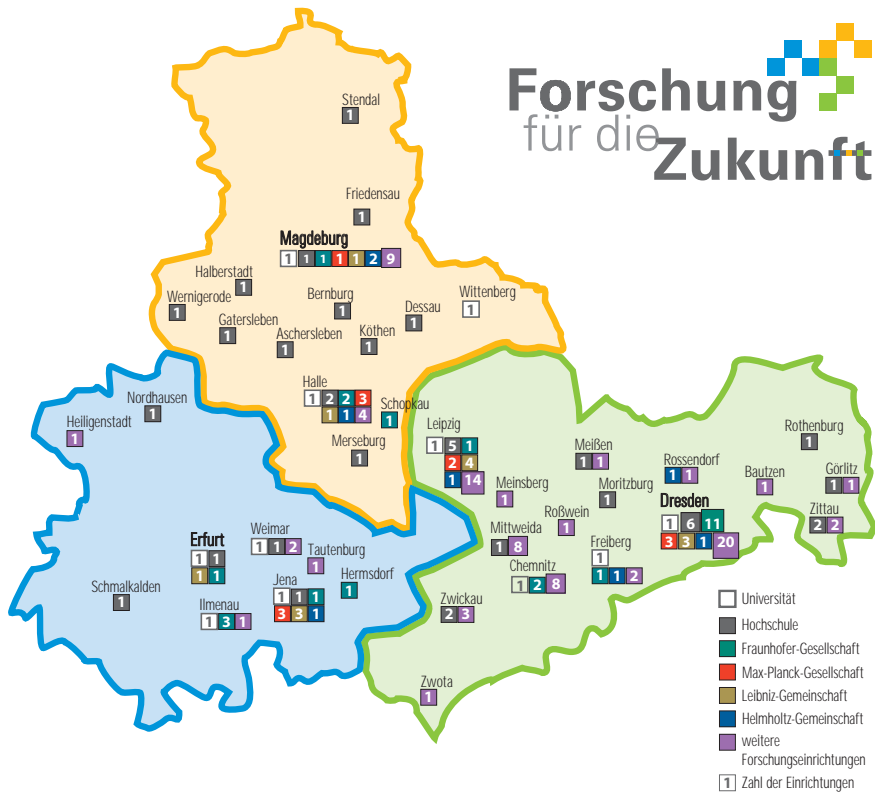 Forschung
für die
Zukunft
Stendal
1
Friedensau
1
Magdeburg
1 1 1 1 1 2 9
Halberstadt
1
Wernigerode
1
Gatersleben
1
Aschersleben
1
Bernburg
1
Köthen
1
Dessau
1
Wittenberg
1
Halle
1 2 2 3
1 1 4
Schopkau
1
Merseburg
1
Nordhausen
1
Heiligenstadt
1
Erfurt
1 1
1 1
Weimar
1 1 2
Tautenburg
1
Hermsdorf
1
Jena
1 1 1
3 3 1
Ilmenau
1 3 1
Schmalkalden
1
Leipzig
1 5 1
2 4
1 14
Meinsberg
1
Meißen
1 1
Moritzburg
1
Roßwein
1
Mittweida
1 8
Chemnitz
1 2 8
Freiberg
1
1 1 2
Zwickau
2 3
Zwota
1
Rossendorf
1 1
Dresden
1 6 11
3 3 1 20
Bautzen
1
Rothenburg
1
Görlitz
1 1
Zittau
2 2
Universität
Hochschule
Fraunhofer-Gesellschaft
Max-Planck-Gesellschaft
Leibniz-Gemeinschaft
Helmholtz-Gemeinschaft
weitere
Forschungseinrichtungen
1 Zahl der Einrichtungen